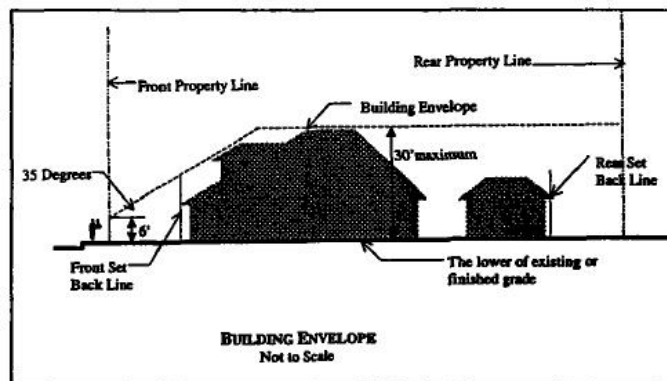 Rear Property Line
Front Property Line
Building Envelope
30'maximum
35 Degrees
Rear Set
Back Line
6'
Front Set
Back Line
The lower of existing or
finished grade
BUILDING ENVELOPE
Not to Scale